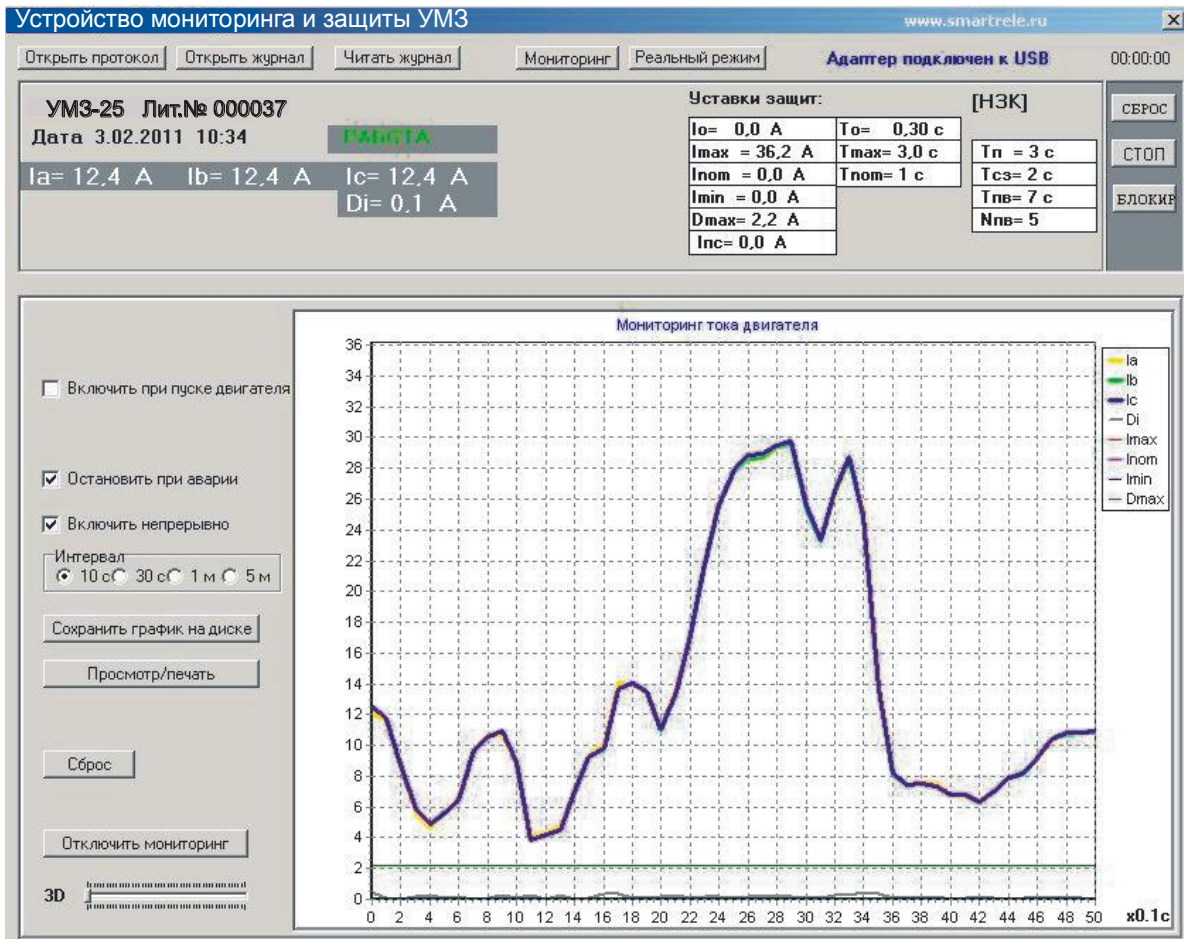 Устройство мониторинга и защиты УМЗ www.smartrele.ru
Открыть протокол Открыть журнал Читать журнал Мониторинг Реальный режим Адаптер подключен к USB 00:00:00
УМЗ-25 Лит.№ 000037
Дата 3.02.2011 10:34 РАБОТА
Ia= 12,4 A Ib= 12,4 A Ic= 12,4 A
Di= 0,1 A
Уставки защит: [НЗК]
Io= 0,0 A To= 0,30 с
Imax = 36,2 A Tmax= 3,0 с Тп = 3 с
Inom = 0,0 A Tnom= 1 с Тсз= 2 с
Imin = 0,0 A Тпв= 7 с
Dmax= 2,2 A Nпв= 5
Iпс= 0,0 A
СБРОС
СТОП
БЛОКИР
Включить при пуске двигателя
Остановить при аварии
Включить непрерывно
Интервал
10 с 30 с 1 м 5 м
Сохранить график на диске
Просмотр/печать
Сброс
Отключить мониторинг
3D
Мониторинг тока двигателя
36
34
32
30
28
26
24
22
20
18
16
14
12
10
8
6
4
2
0
0 2 4 6 8 10 12 14 16 18 20 22 24 26 28 30 32 34 36 38 40 42 44 46 48 50 x0.1с
Ia
Ib
Ic
Di
Imax
Inom
Imin
Dmax